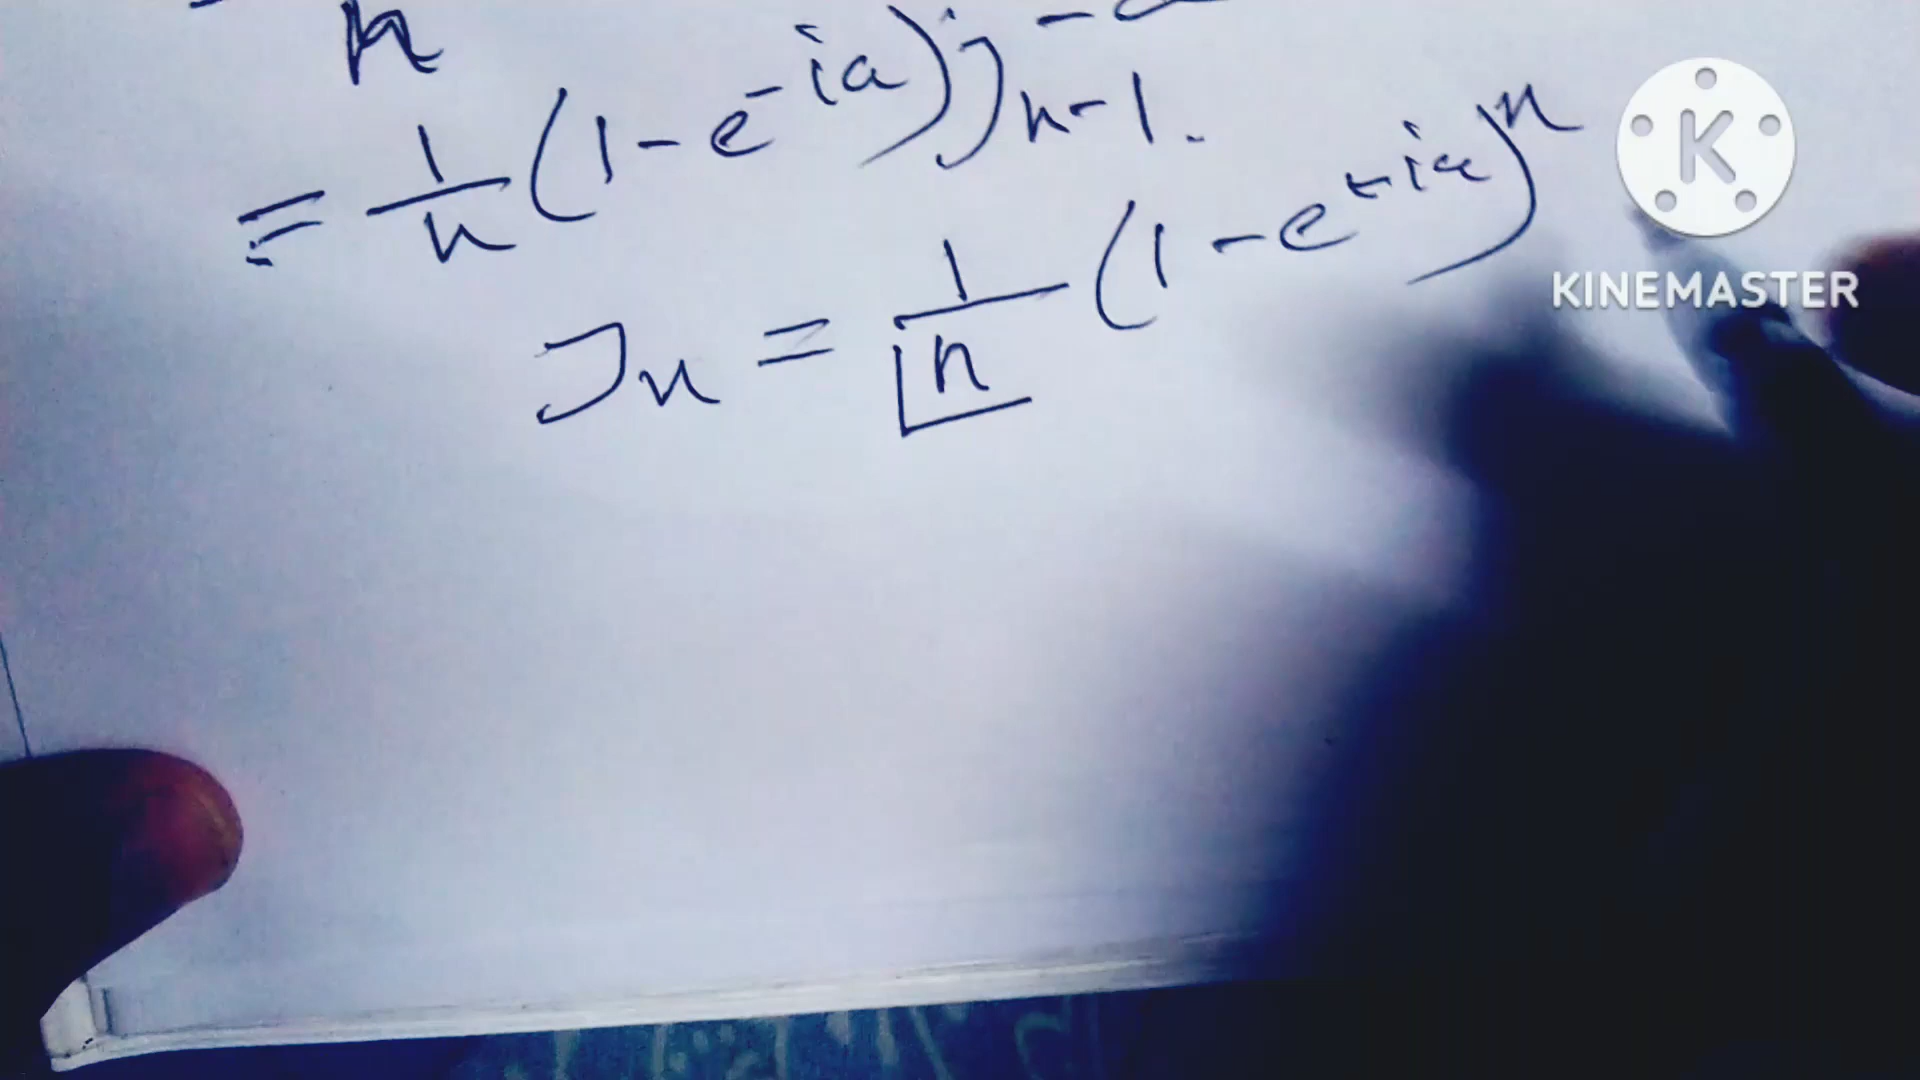 n
= 1/n (1-e^{-ia}) J_{n-1}.
J_n = 1/⌊n (1-e^{-ia})^n
K
KINEMASTER